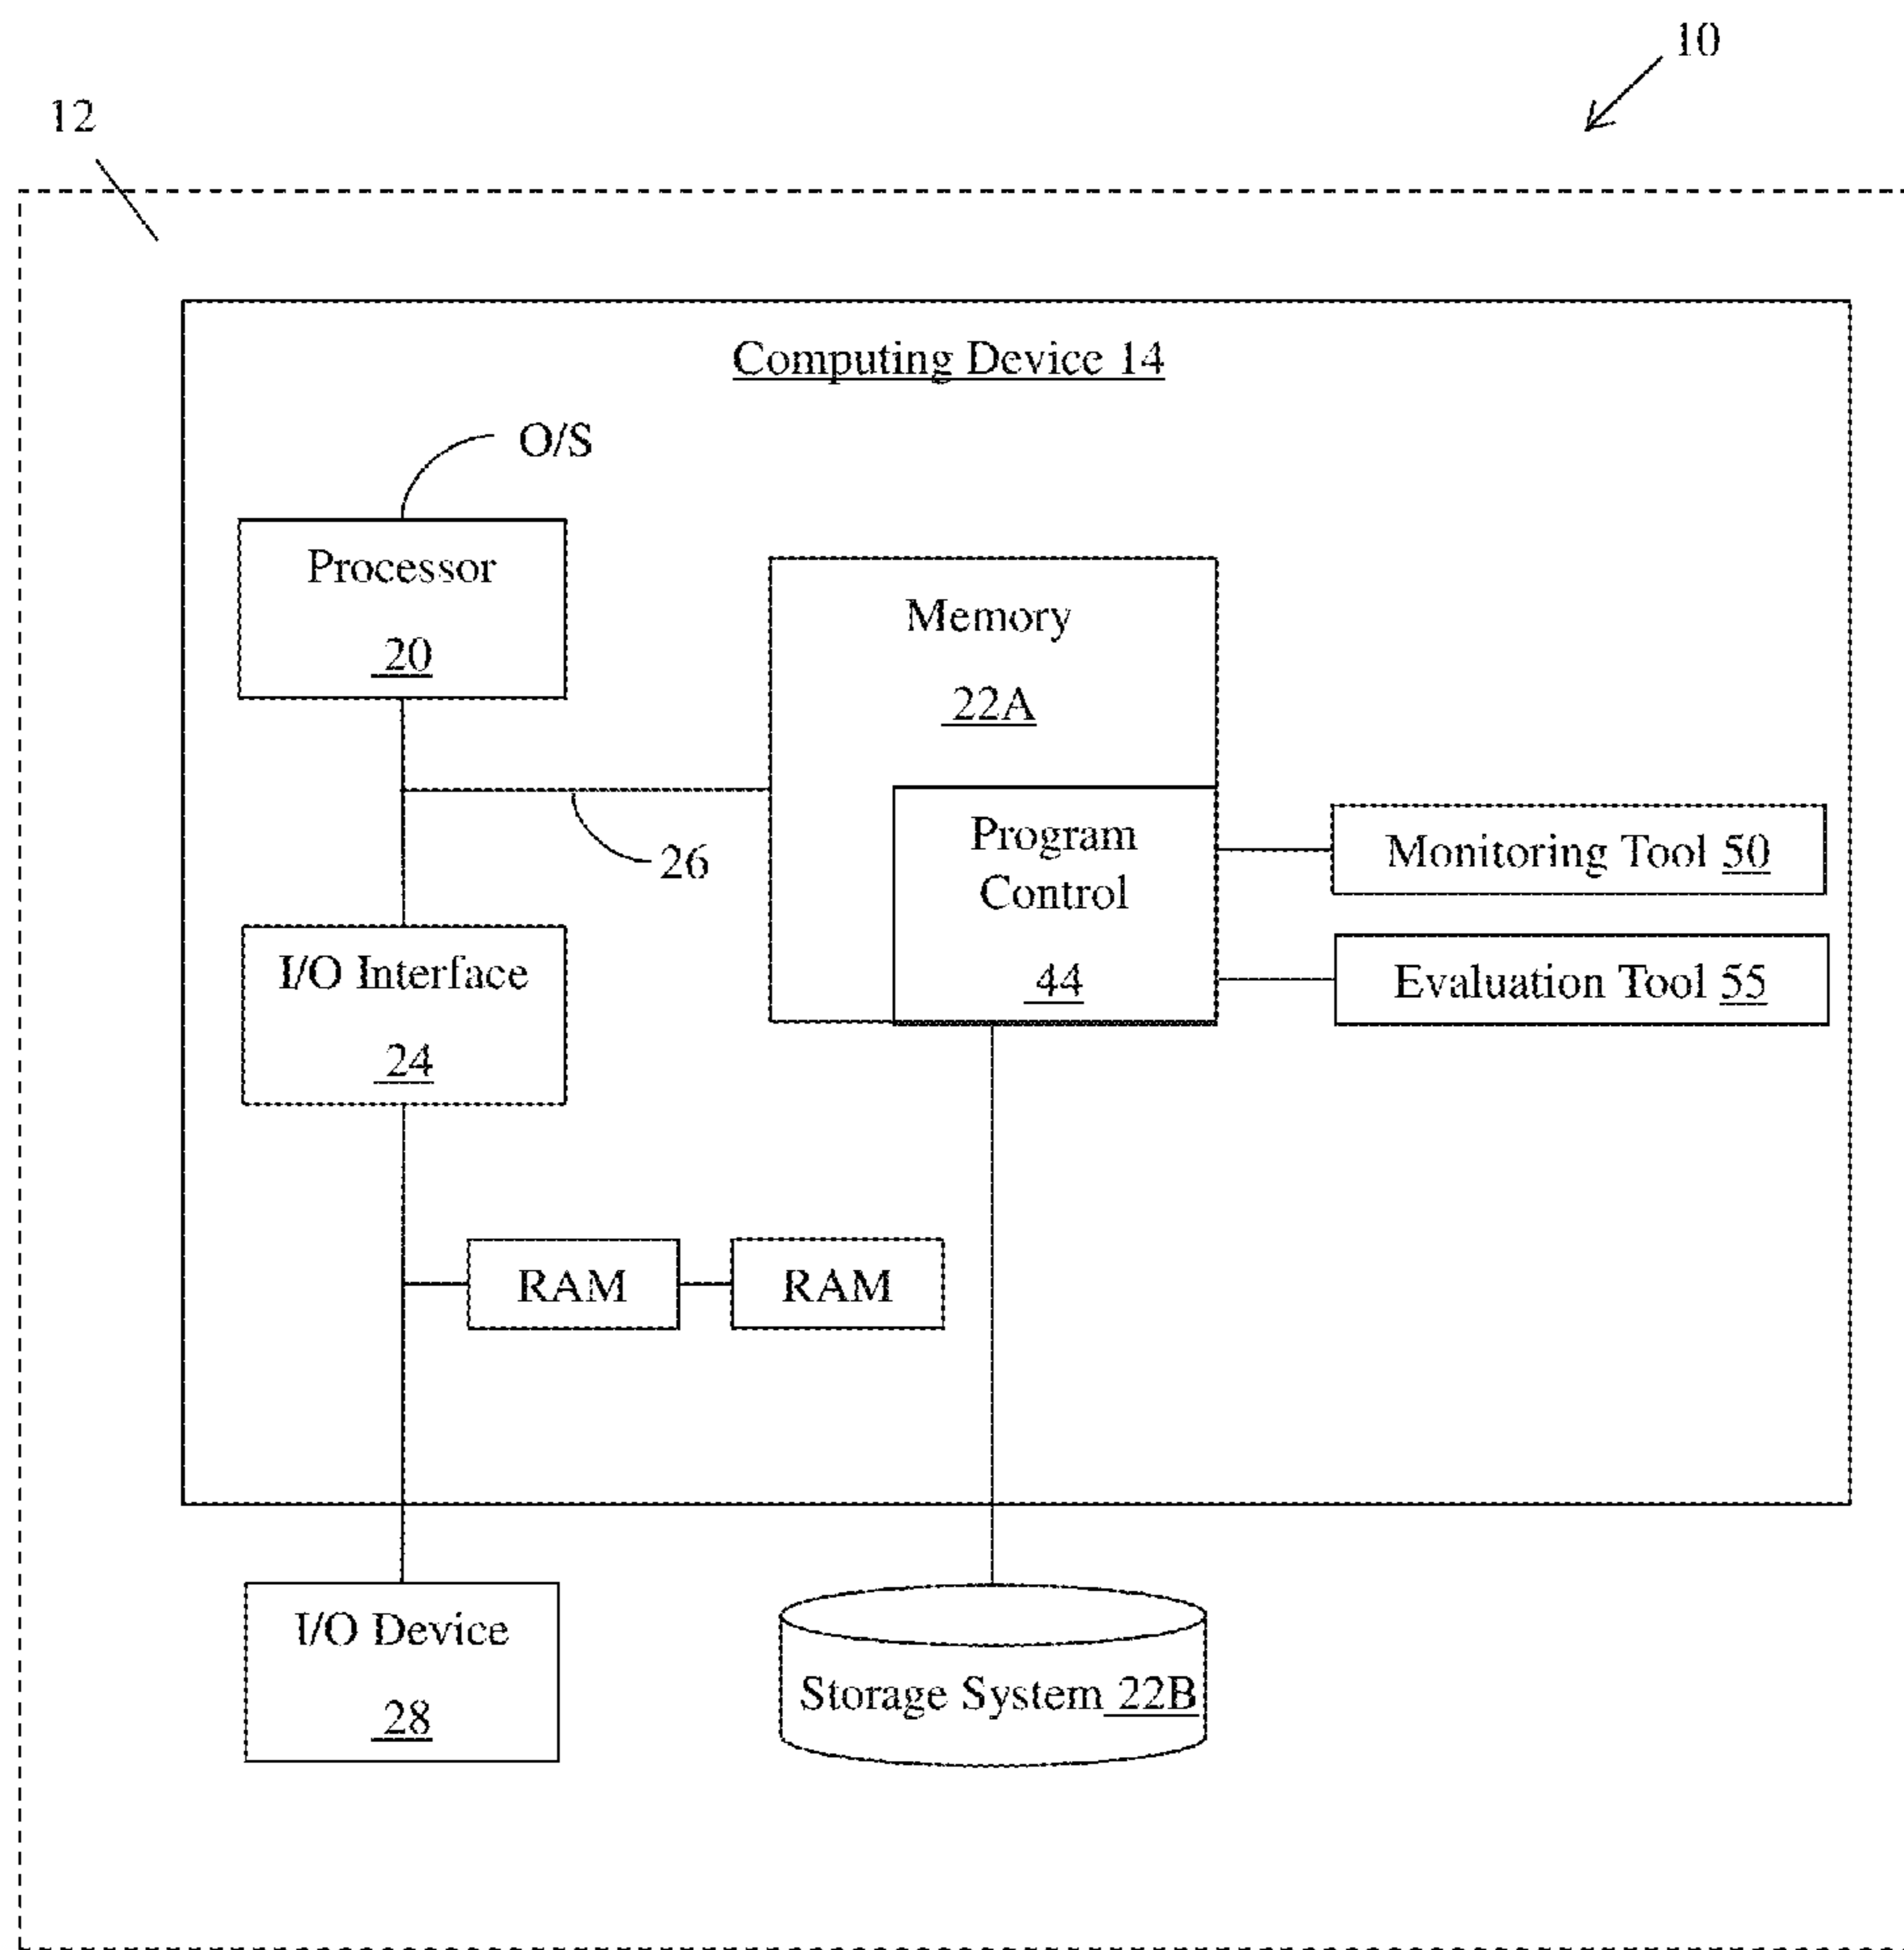 10
12
Computing Device 14
O/S
Processor
20
Memory
22A
26
Program
Control
44
Monitoring Tool 50
Evaluation Tool 55
I/O Interface
24
RAM
RAM
I/O Device
28
Storage System 22B